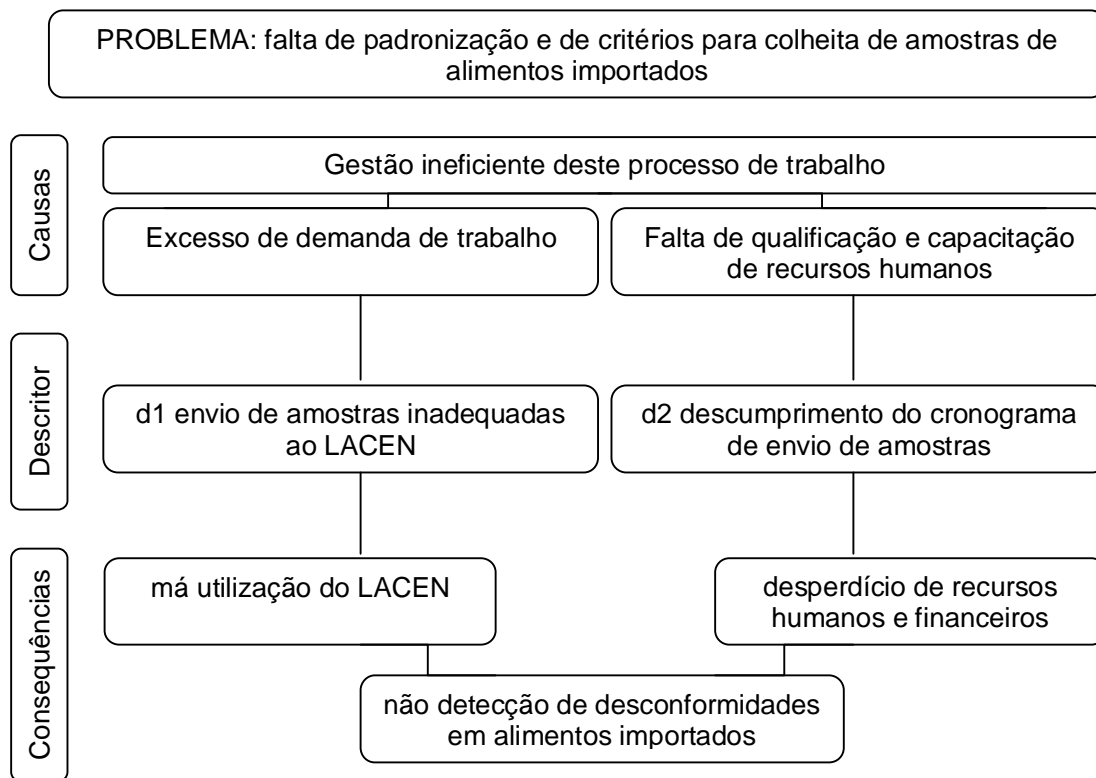 PROBLEMA: falta de padronização e de critérios para colheita de amostras de
alimentos importados
Causas
Gestão ineficiente deste processo de trabalho
Excesso de demanda de trabalho
Falta de qualificação e capacitação
de recursos humanos
Descritor
d1 envio de amostras inadequadas
ao LACEN
d2 descumprimento do cronograma
de envio de amostras
Consequências
má utilização do LACEN
desperdício de recursos
humanos e financeiros
não detecção de desconformidades
em alimentos importados